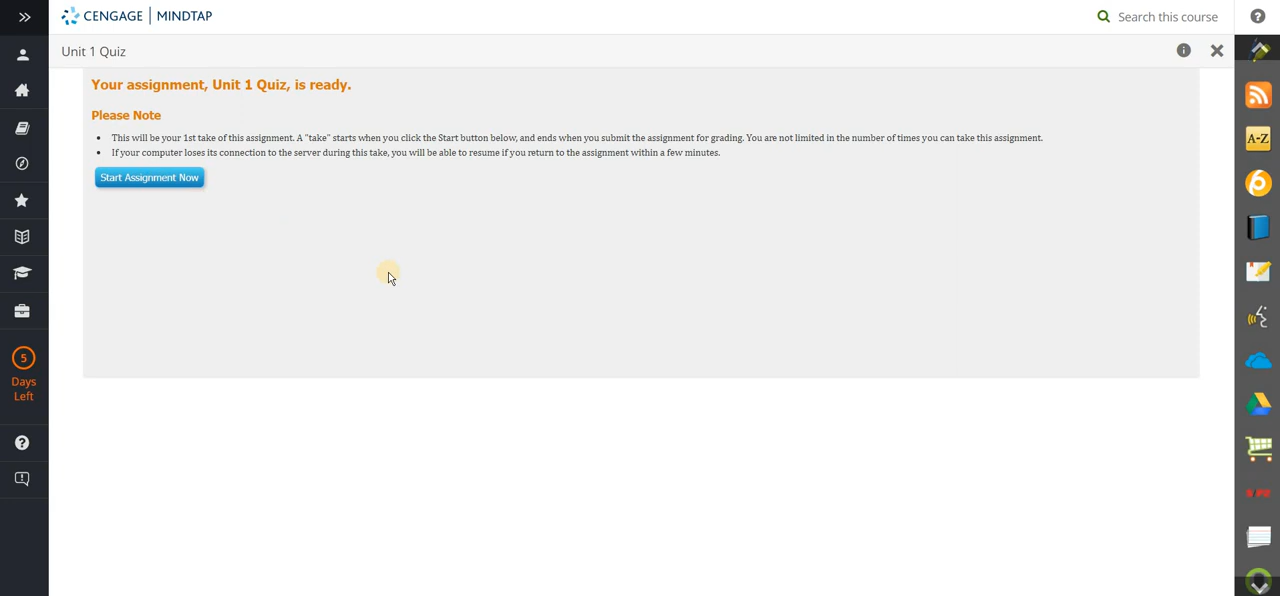 CENGAGE | MINDTAP
Search this course
Unit 1 Quiz
Your assignment, Unit 1 Quiz, is ready.
Please Note
• This will be your 1st take of this assignment. A "take" starts when you click the Start button below, and ends when you submit the assignment for grading. You are not limited in the number of times you can take this assignment.
• If your computer loses its connection to the server during this take, you will be able to resume if you return to the assignment within a few minutes.
Start Assignment Now
5
Days
Left
A-Z